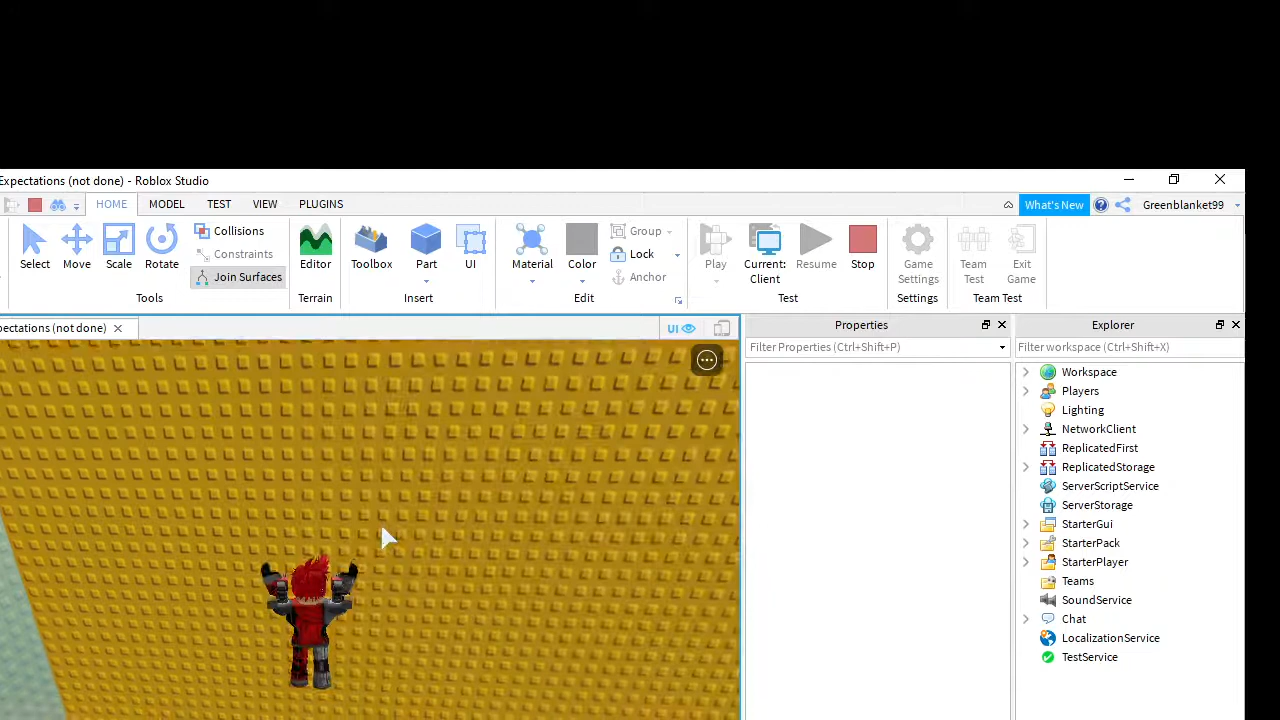 Expectations (not done) - Roblox Studio
HOME MODEL TEST VIEW PLUGINS What's New Greenblanket99
Select Move Scale Rotate Collisions Constraints Join Surfaces Editor Toolbox Part UI Material Color Group Lock Anchor Play Current: Client Resume Stop Game Settings Team Test Exit Game
Tools Terrain Insert Edit Test Settings Team Test
pectations (not done) UI Properties Explorer
Filter Properties (Ctrl+Shift+P) Filter workspace (Ctrl+Shift+X)
Workspace
Players
Lighting
NetworkClient
ReplicatedFirst
ReplicatedStorage
ServerScriptService
ServerStorage
StarterGui
StarterPack
StarterPlayer
Teams
SoundService
Chat
LocalizationService
TestService